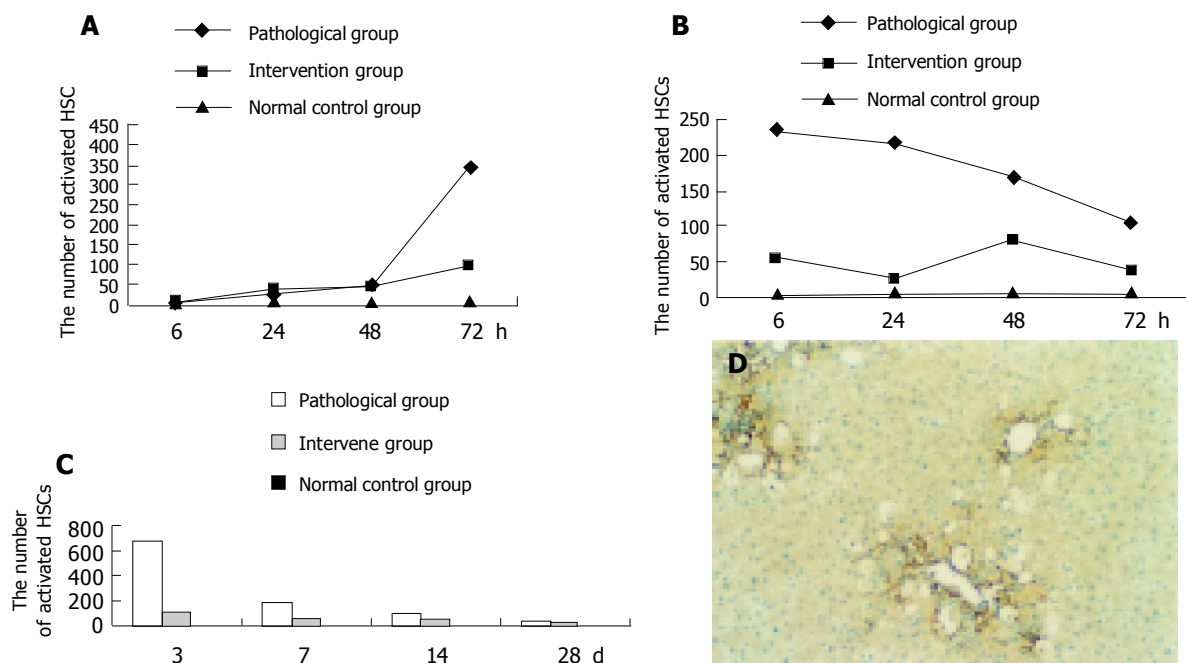 A
Pathological group
Intervention group
Normal control group
The number of activated HSC
450
400
350
300
250
200
150
100
50
0
6 24 48 72 h
B
Pathological group
Intervention group
Normal control group
The number of activated HSCs
250
200
150
100
50
0
6 24 48 72 h
C
Pathological group
Intervene group
Normal control group
The number
of activated HSCs
800
600
400
200
0
3 7 14 28 d
D